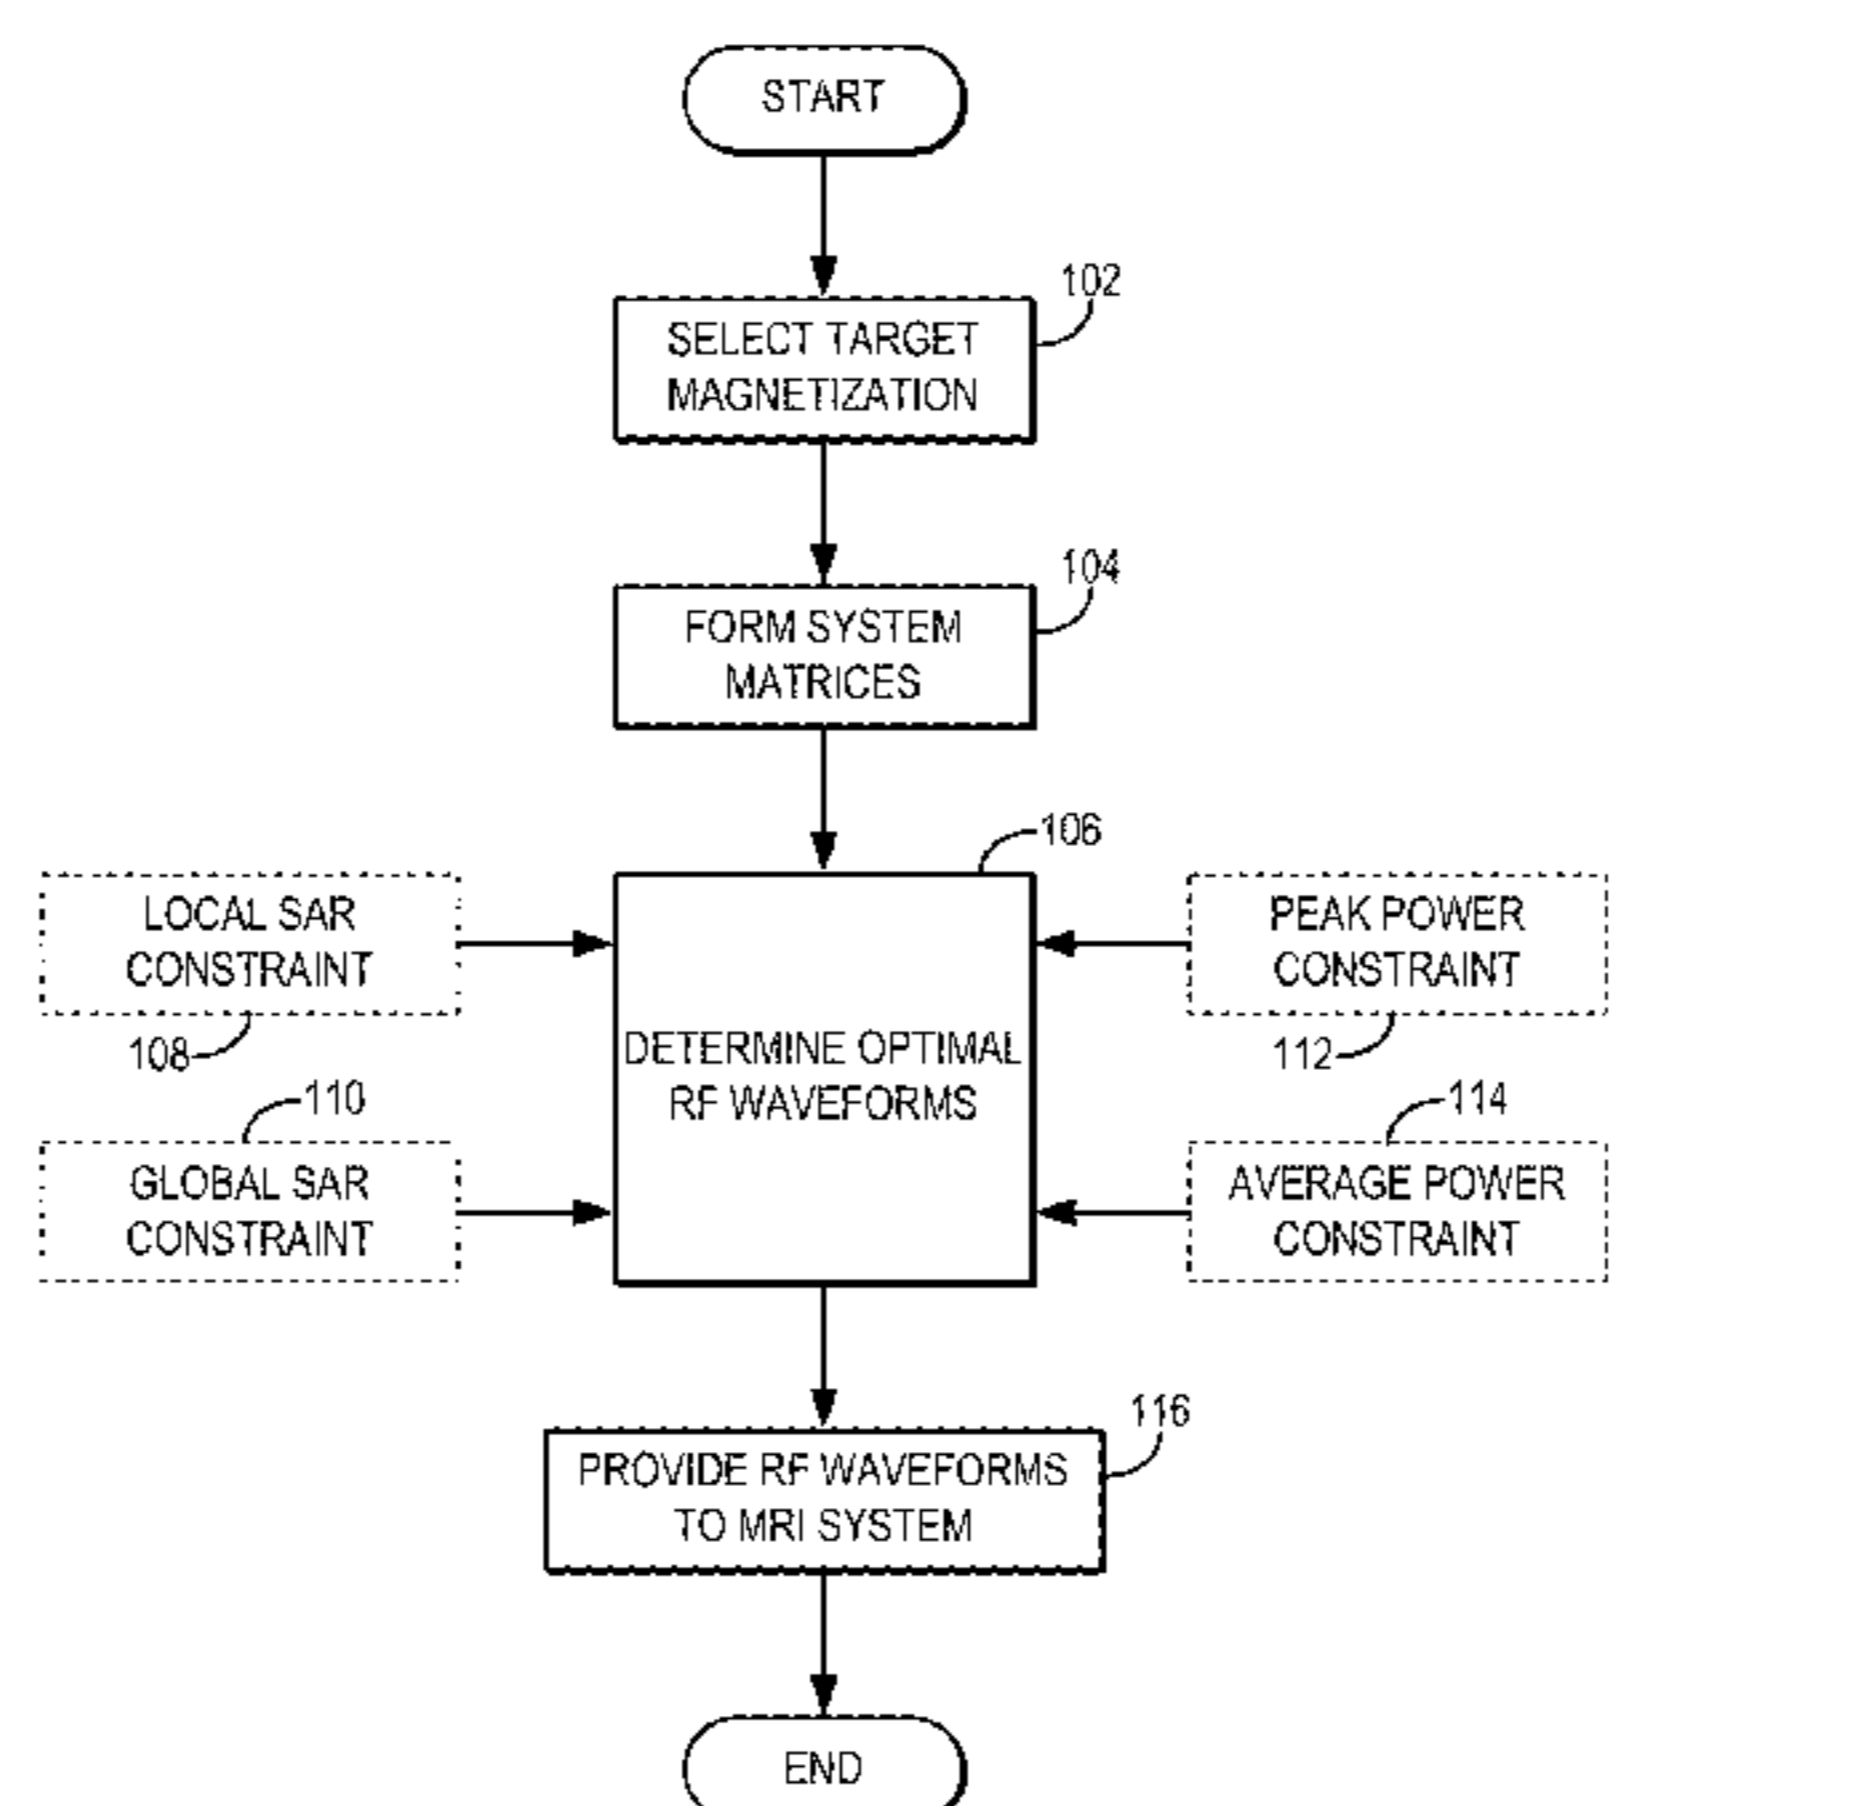 START
102
SELECT TARGET
MAGNETIZATION
104
FORM SYSTEM
MATRICES
106
LOCAL SAR
CONSTRAINT
108
110
GLOBAL SAR
CONSTRAINT
DETERMINE OPTIMAL
RF WAVEFORMS
PEAK POWER
CONSTRAINT
112
114
AVERAGE POWER
CONSTRAINT
116
PROVIDE RF WAVEFORMS
TO MRI SYSTEM
END